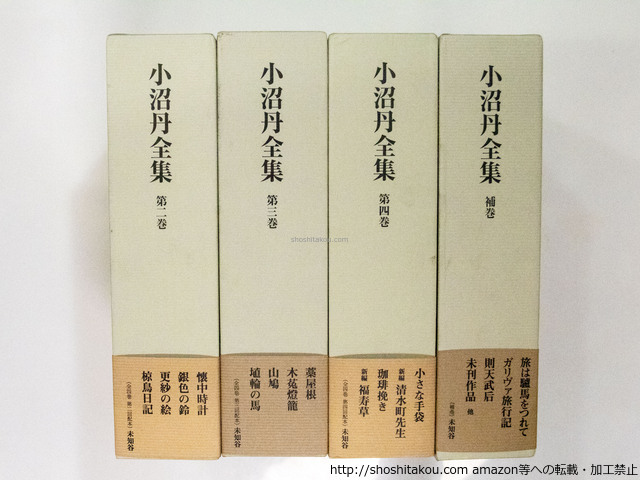 小沼丹全集
第二巻
懐中時計
銀色の鈴
更紗の絵
椋鳥日記
未知谷
小沼丹全集
第三巻
藁屋根
木菟燈籠
山鳩
埴輪の馬
未知谷
小沼丹全集
第四巻
小さな手袋
新編 清水町先生
珈琲挽き
新編 福寿草
未知谷
小沼丹全集
補巻
旅は驢馬をつれて
ガリヴァ旅行記
則天武后
未刊作品 他
(補巻) 未知谷
shoshitakou.com
http://shoshitakou.com amazon等への転載・加工禁止